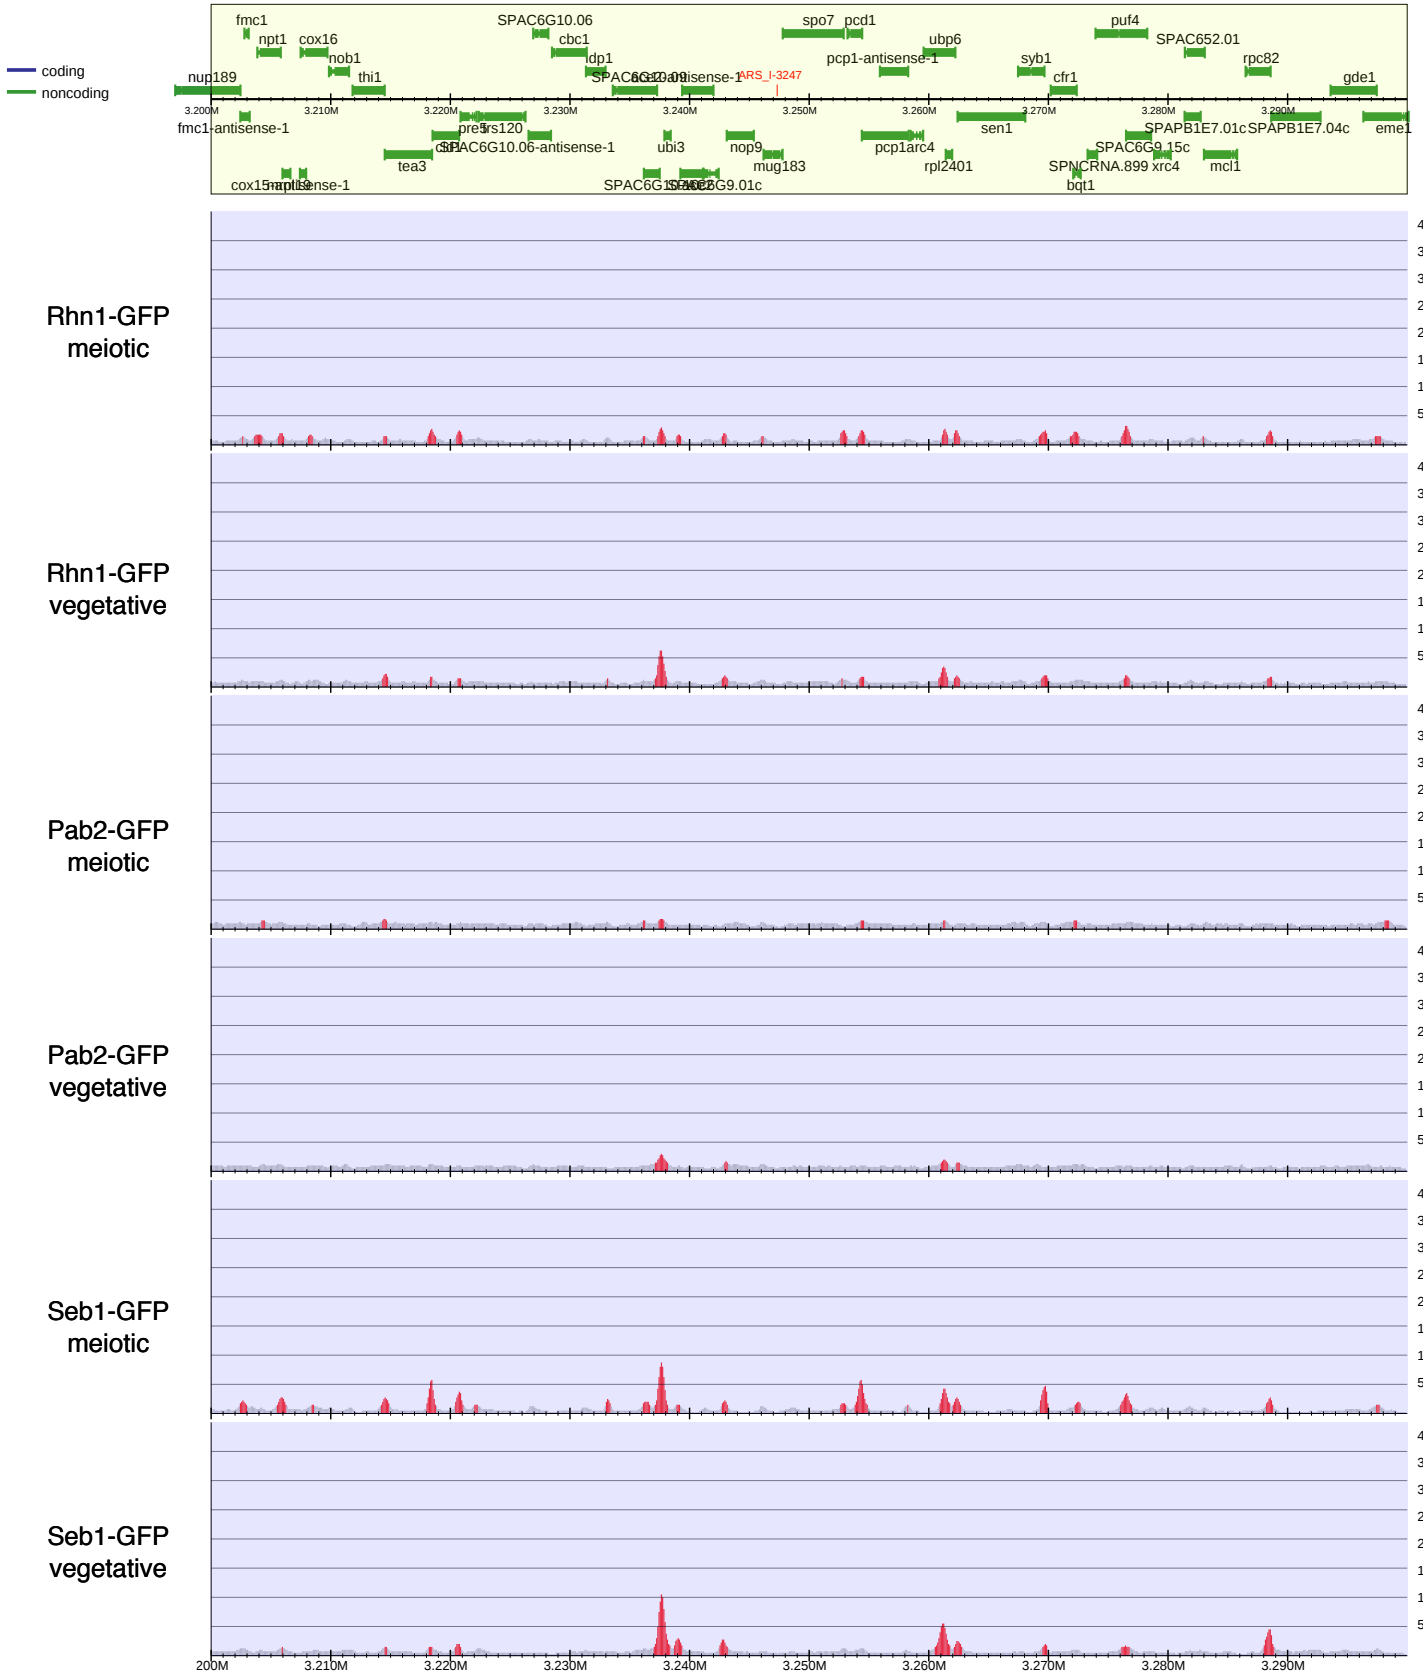 fmc1
SPAC6G10.06
spo7
pcd1
puf4
npt1
cox16
cbc1
ubp6
SPAC652.01
nob1
ldp1
pcp1-antisense-1
syb1
rpc82
coding
nup189
thi1
ARS_I-3247
cfr1
gde1
noncoding
3.200M
3.210M
3.220M
3.230M
3.240M
3.250M
3.260M
3.270M
3.280M
3.290M
fmc1-antisense-1
pre5
trs120
sen1
SPAPB1E7.01c
SPAPB1E7.04c
eme1
SPAC6G10.06-antisense-1
ubi3
nop9
pcp1
arc4
SPAC6G9.15c
tea3
mug183
rpl2401
SPNCRNA.899
xrc4
mcl1
bqt1
Rhn1-GFP
meiotic
Rhn1-GFP
vegetative
Pab2-GFP
meiotic
Pab2-GFP
vegetative
Seb1-GFP
meiotic
Seb1-GFP
vegetative
200M
3.210M
3.220M
3.230M
3.240M
3.250M
3.260M
3.270M
3.280M
3.290M